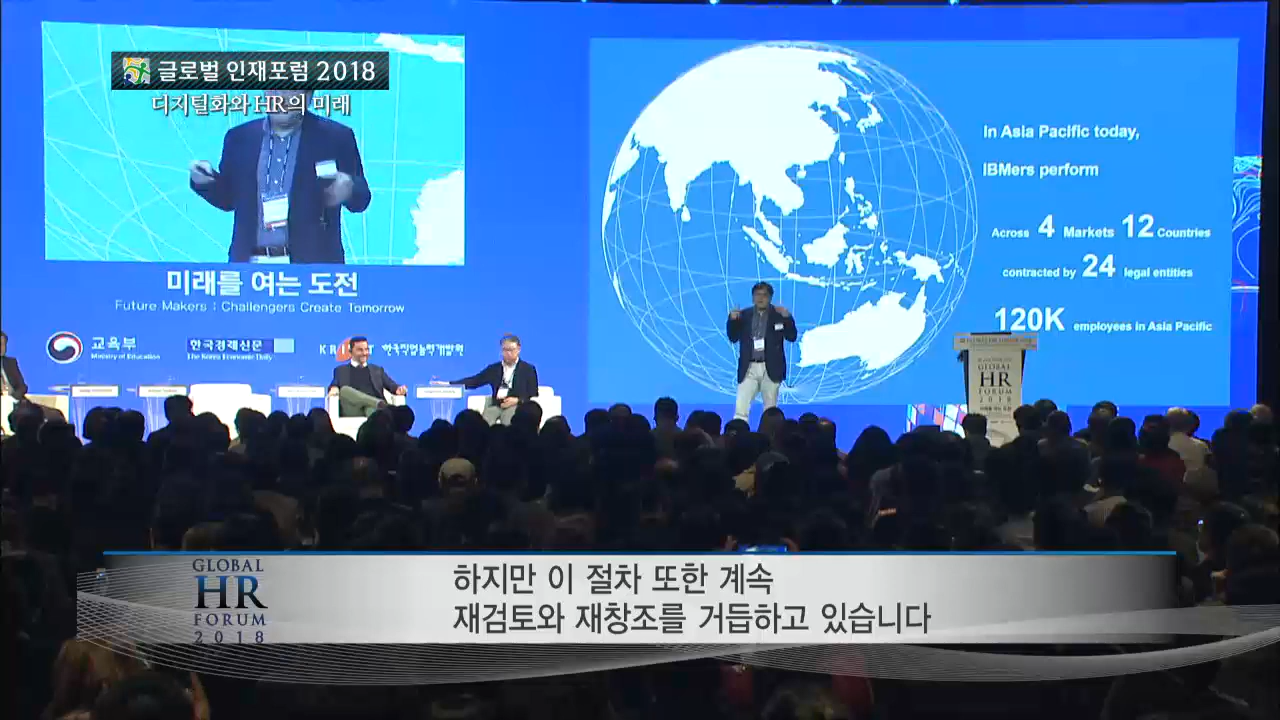 글로벌 인재포럼 2018
디지털화와 HR의 미래
미래를 여는 도전
Future Makers : Challengers Create Tomorrow
교육부
Ministry of Education
한국경제신문
The Korea Economic Daily
한국직업능력개발원
In Asia Pacific today,
IBMers perform
Across 4 Markets 12 Countries
contracted by 24 legal entities
120K employees in Asia Pacific
GLOBAL
HR
FORUM
2018
GLOBAL
HR
FORUM
2018
하지만 이 절차 또한 계속
재검토와 재창조를 거듭하고 있습니다